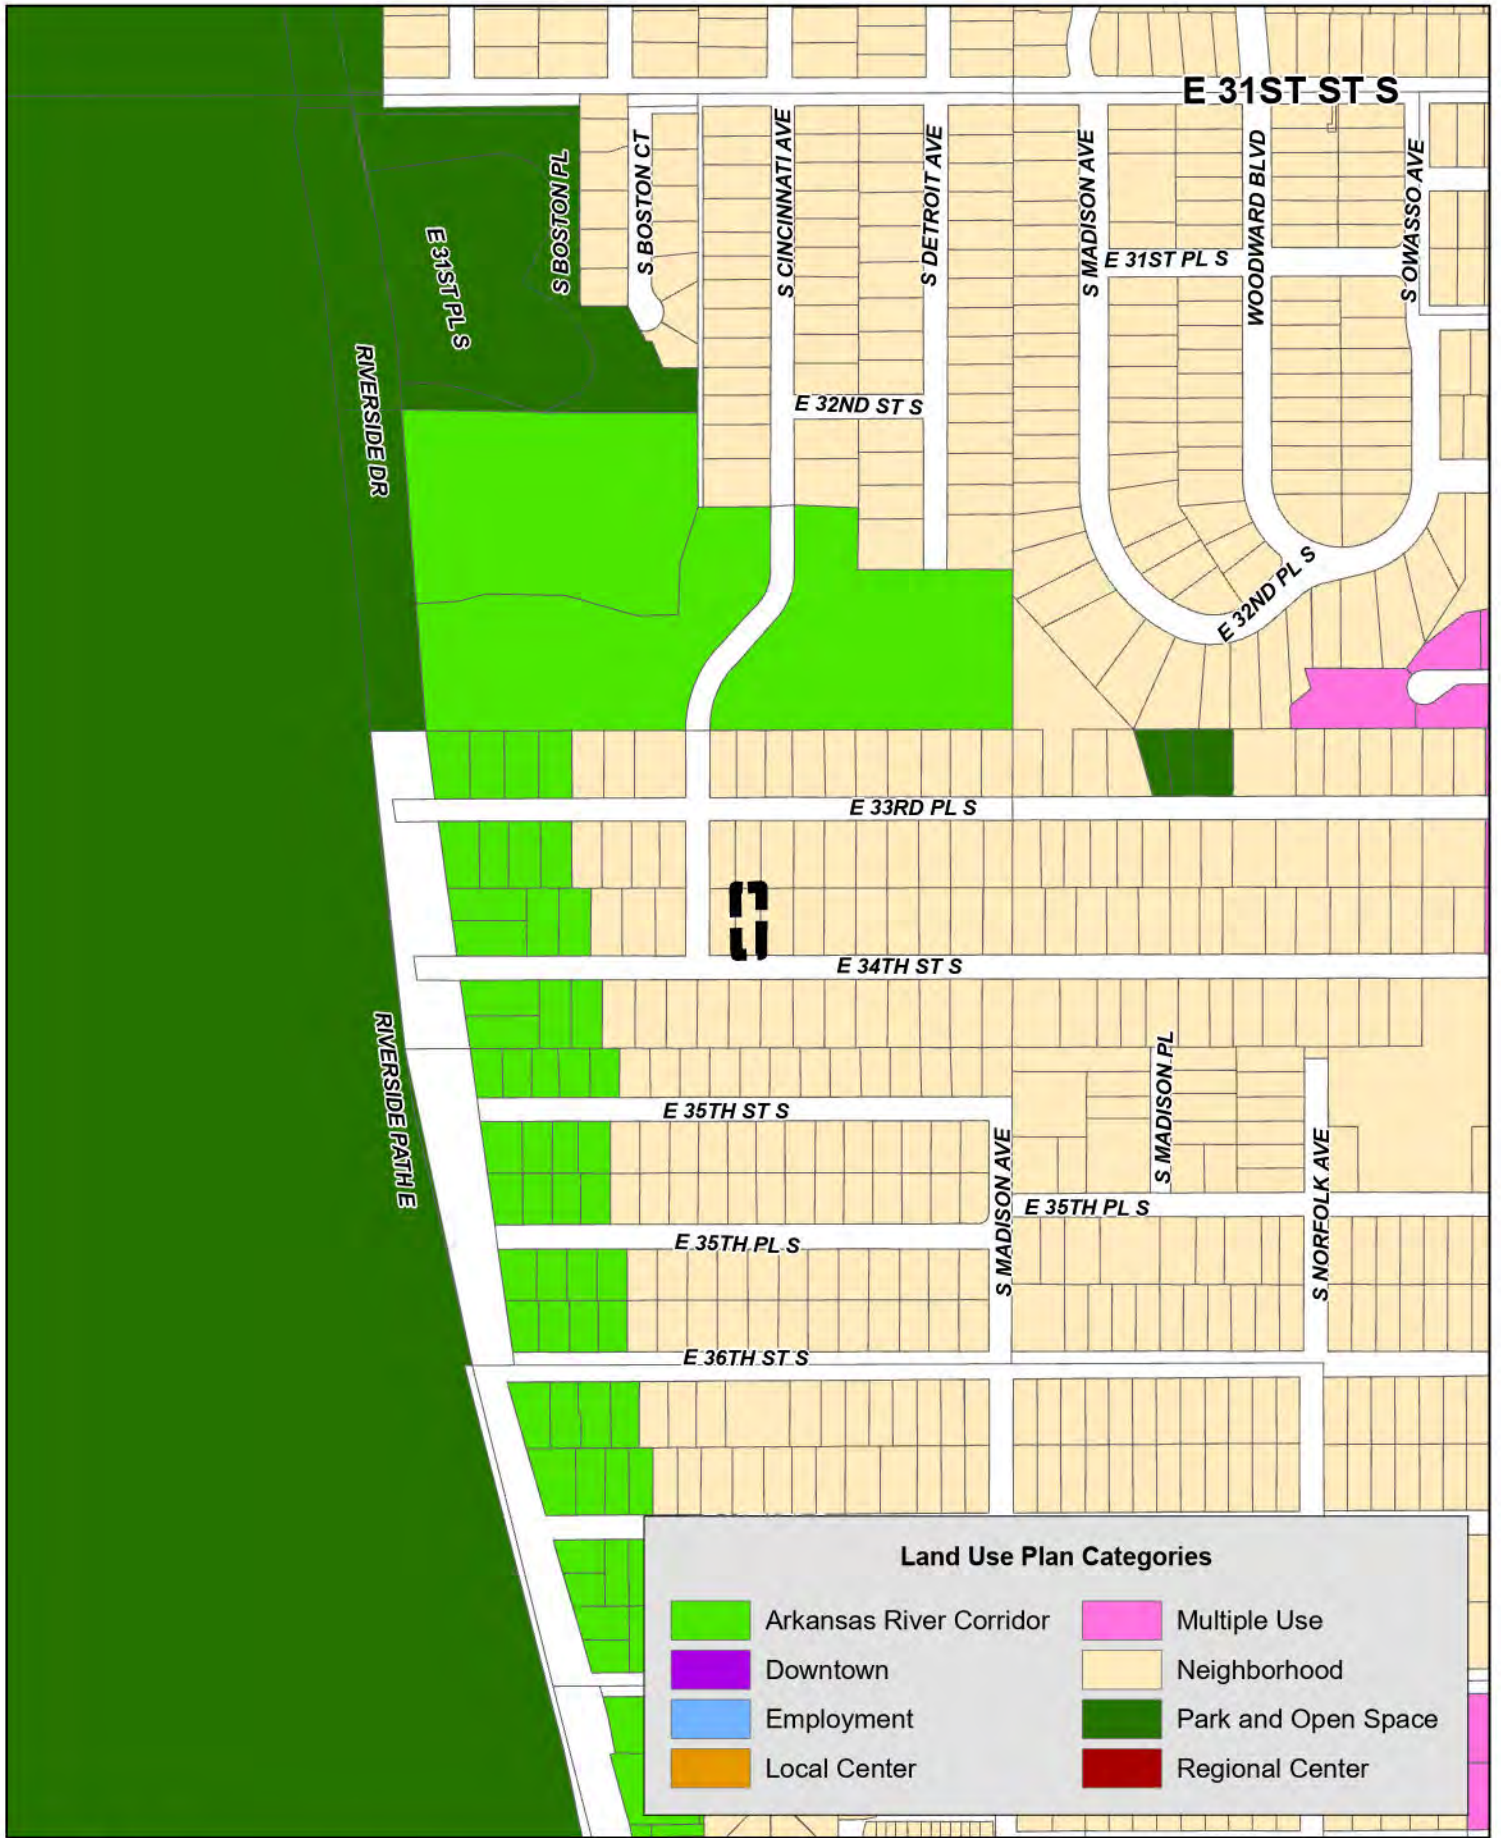 E 31ST ST S
S BOSTON PL
S BOSTON CT
S CINCINNATI AVE
S DETROIT AVE
S MADISON AVE
WOODWARD BLVD
S OWASSO AVE
E 31ST PL S
E 31ST PL S
RIVERSIDE DR
E 32ND ST S
E 32ND PL S
E 33RD PL S
E 34TH ST S
RIVERSIDE PATH E
S MADISON PL
E 35TH ST S
S MADISON AVE
S NORFOLK AVE
E 35TH PL S
E 35TH PL S
E 36TH ST S
Land Use Plan Categories
Arkansas River Corridor
Downtown
Employment
Local Center
Multiple Use
Neighborhood
Park and Open Space
Regional Center